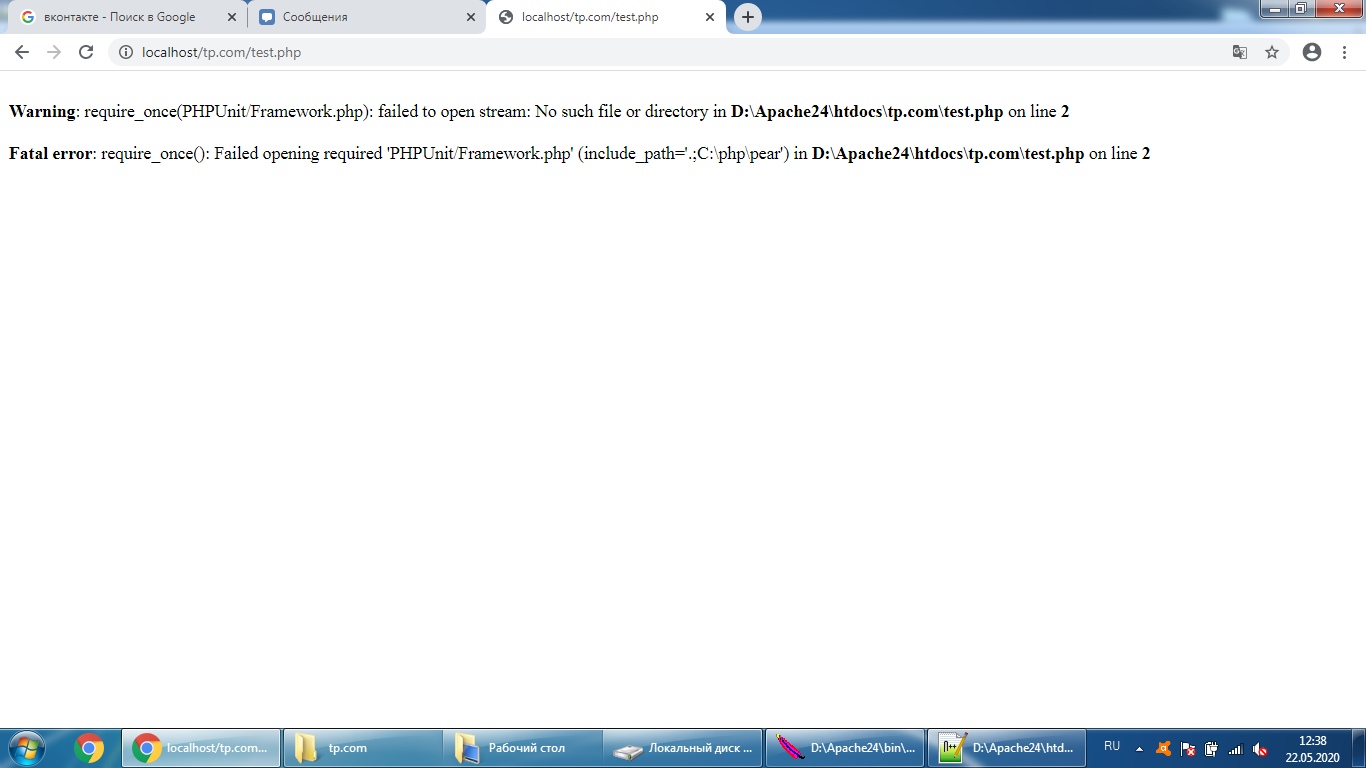 вконтакте - Поиск в Google
Сообщения
localhost/tp.com/test.php
localhost/tp.com/test.php
Warning: require_once(PHPUnit/Framework.php): failed to open stream: No such file or directory in D:\Apache24\htdocs\tp.com\test.php on line 2
Fatal error: require_once(): Failed opening required 'PHPUnit/Framework.php' (include_path='.;C:\php\pear') in D:\Apache24\htdocs\tp.com\test.php on line 2
localhost/tp.com...
tp.com
Рабочий стол
Локальный диск ...
D:\Apache24\bin\...
D:\Apache24\htd...
RU
12:38
22.05.2020